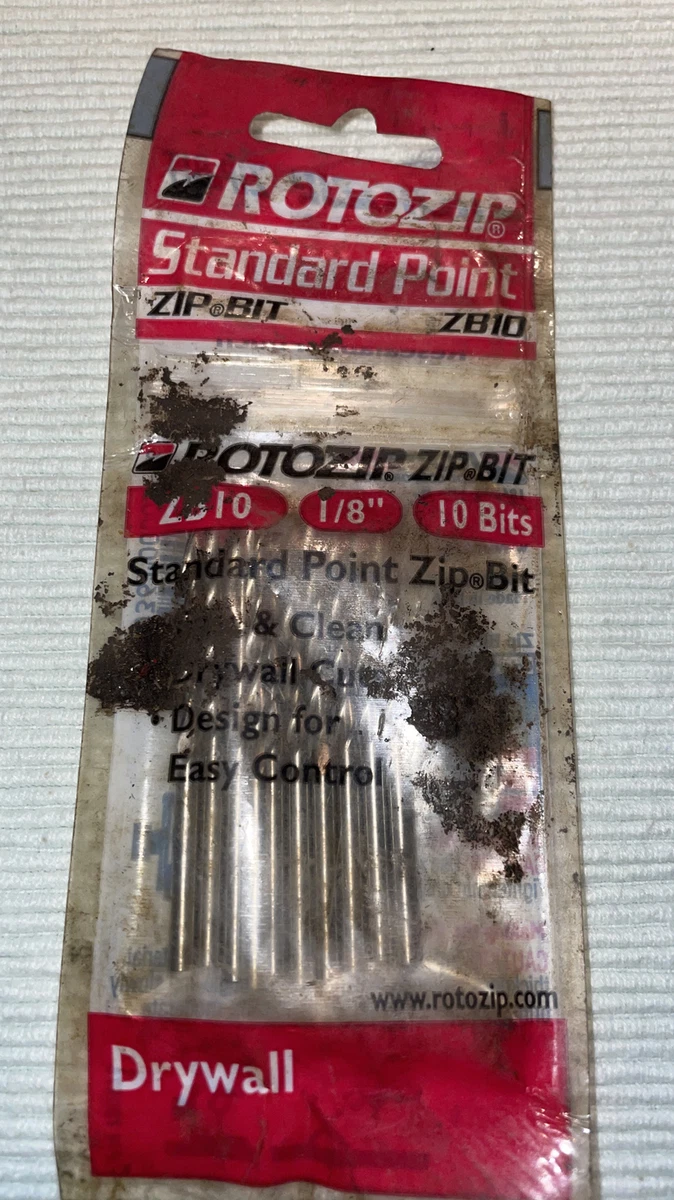 ROTOZIP®
Standard Point
ZIP®BIT ZB10
ROTOZIP® ZIP®BIT
ZB10 1/8" 10 Bits
Standard Point Zip®Bit
& Clean
Drywall
• Design for
Easy Control
www.rotozip.com
Drywall